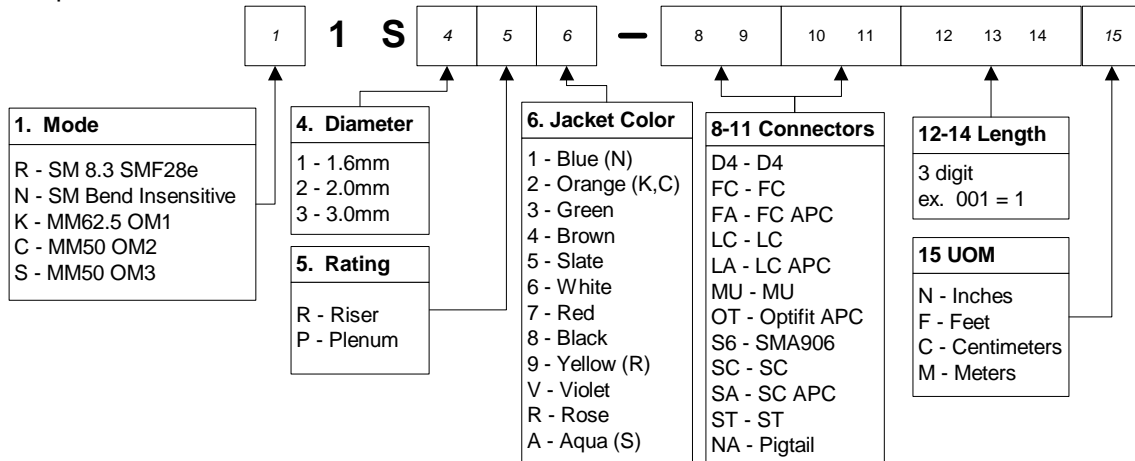 1 1 S 4 5 6 — 8 9 10 11 12 13 14 15
1. Mode
R - SM 8.3 SMF28e
N - SM Bend Insensitive
K - MM62.5 OM1
C - MM50 OM2
S - MM50 OM3
4. Diameter
1 - 1.6mm
2 - 2.0mm
3 - 3.0mm
5. Rating
R - Riser
P - Plenum
6. Jacket Color
1 - Blue (N)
2 - Orange (K,C)
3 - Green
4 - Brown
5 - Slate
6 - White
7 - Red
8 - Black
9 - Yellow (R)
V - Violet
R - Rose
A - Aqua (S)
8-11 Connectors
D4 - D4
FC - FC
FA - FC APC
LC - LC
LA - LC APC
MU - MU
OT - Optifit APC
S6 - SMA906
SC - SC
SA - SC APC
ST - ST
NA - Pigtail
12-14 Length
3 digit
ex. 001 = 1
15 UOM
N - Inches
F - Feet
C - Centimeters
M - Meters